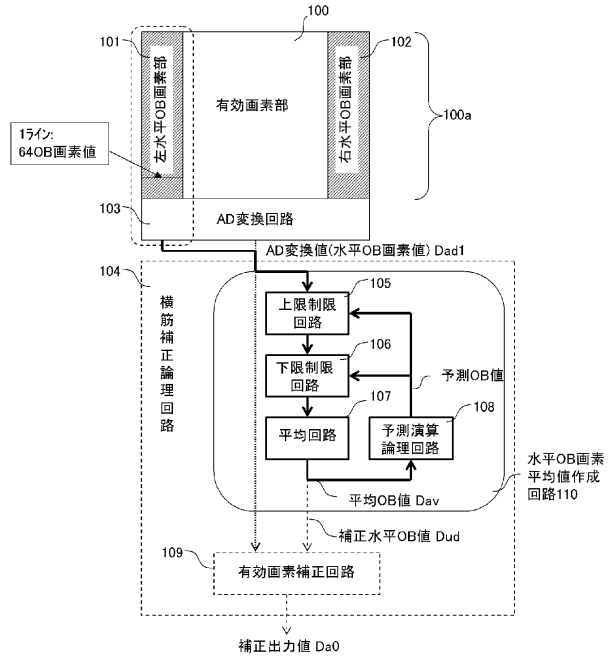 100
101
102
左水平OB画素部
有効画素部
右水平OB画素部
100a
1ライン:
64OB画素値
103
AD変換回路
AD変換値(水平OB画素値) Dad1
104
横筋補正論理回路
105
上限制限
回路
106
下限制限
回路
予測OB値
107
平均回路
108
予測演算
論理回路
水平OB画素
平均値作成
回路110
平均OB値 Dav
補正水平OB値 Dud
109
有効画素補正回路
補正出力値 Da0